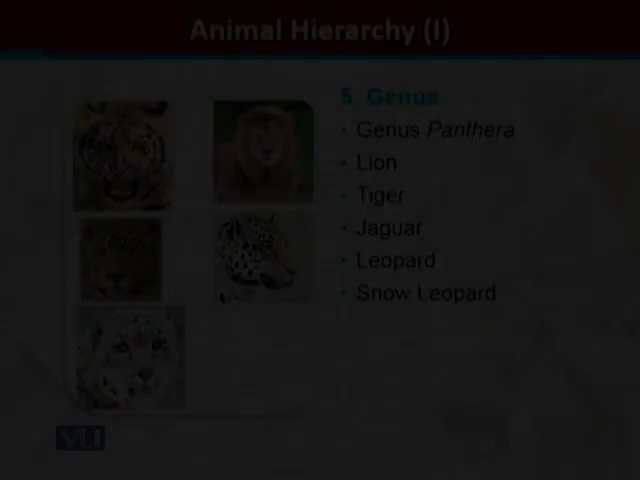 Animal Hierarchy (I)
5. Genus
• Genus Panthera
• Lion
• Tiger
• Jaguar
• Leopard
• Snow Leopard
VU